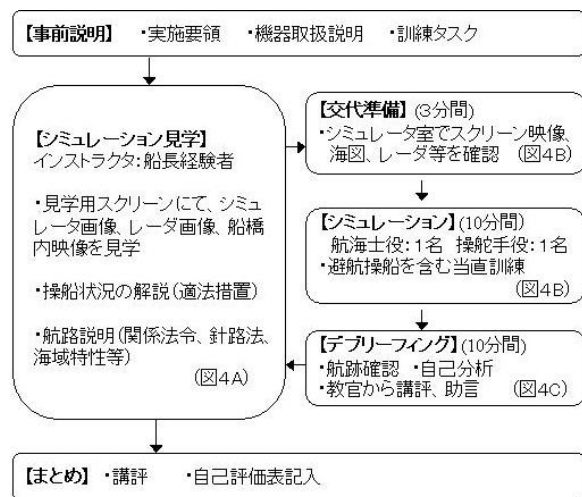 【事前説明】 ・実施要領 ・機器取扱説明 ・訓練タスク
【シミュレーション見学】
インストラクタ：船長経験者
・見学用スクリーンにて、シミュ
レータ画像、レーダ画像、船橋
内映像を見学
・操船状況の解説（適法措置）
・航路説明（関係法令、針路法、
海域特性等）
（図4A）
【交代準備】（3分間）
・シミュレータ室でスクリーン映像、
海図、レーダ等を確認 （図4B）
【シミュレーション】（10分間）
航海士役：1名 操舵手役：1名
・避航操船を含む当直訓練
（図4B）
【デブリーフィング】（10分間）
・航跡確認 ・自己分析
・教官から講評、助言 （図4C）
【まとめ】 ・講評 ・自己評価表記入